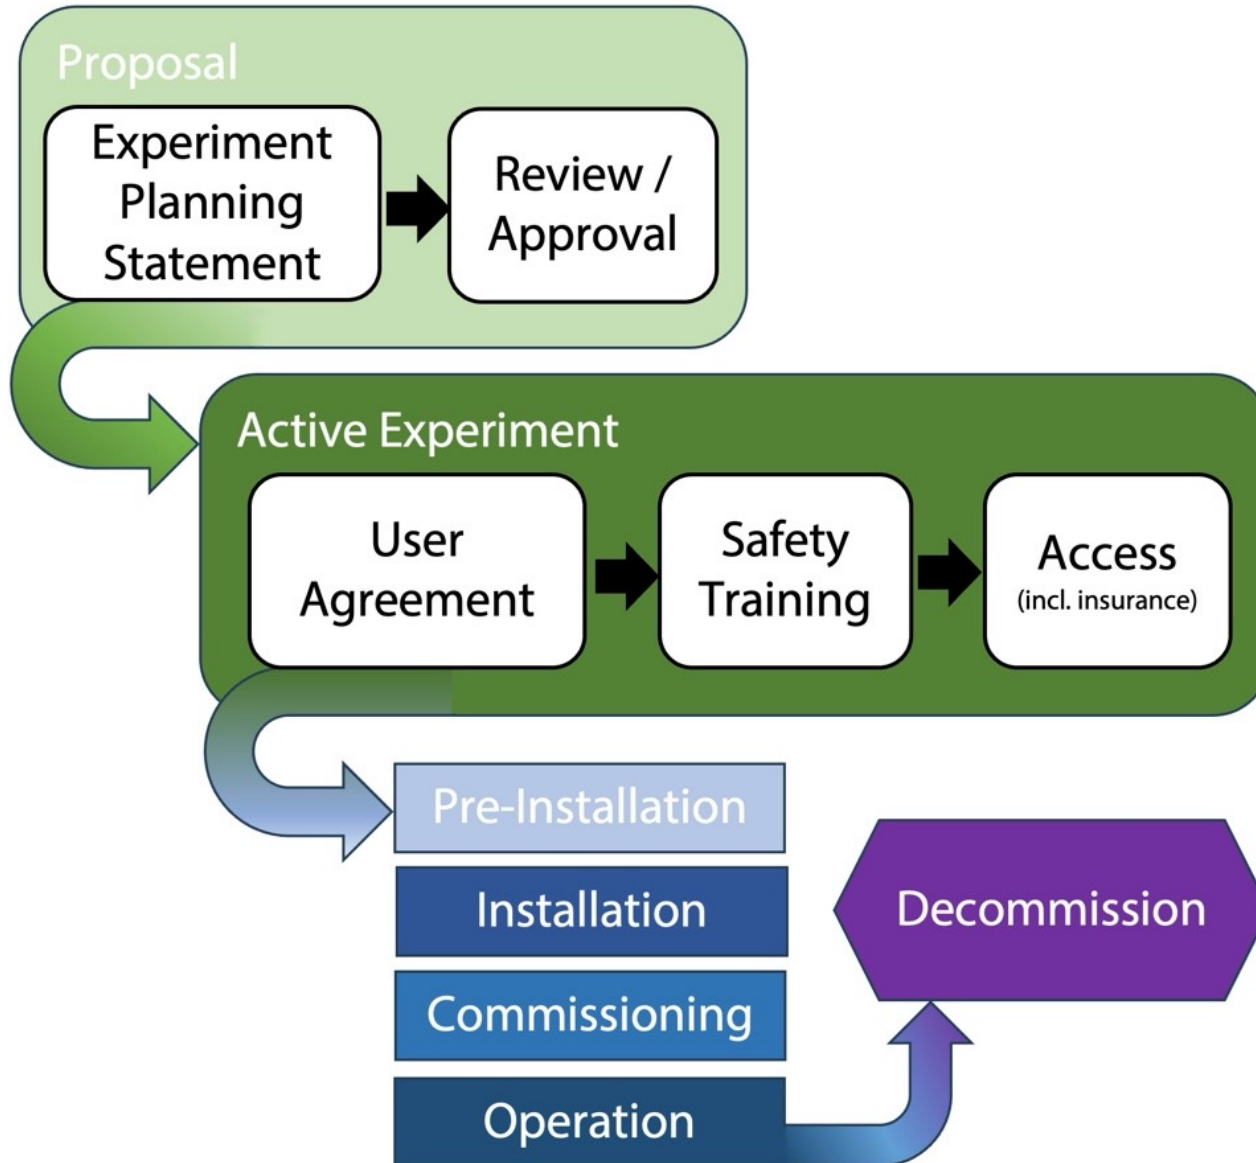 Proposal
Experiment
Planning
Statement
Review /
Approval
Active Experiment
User
Agreement
Safety
Training
Access
(incl. insurance)
Pre-Installation
Installation
Commissioning
Operation
Decommission